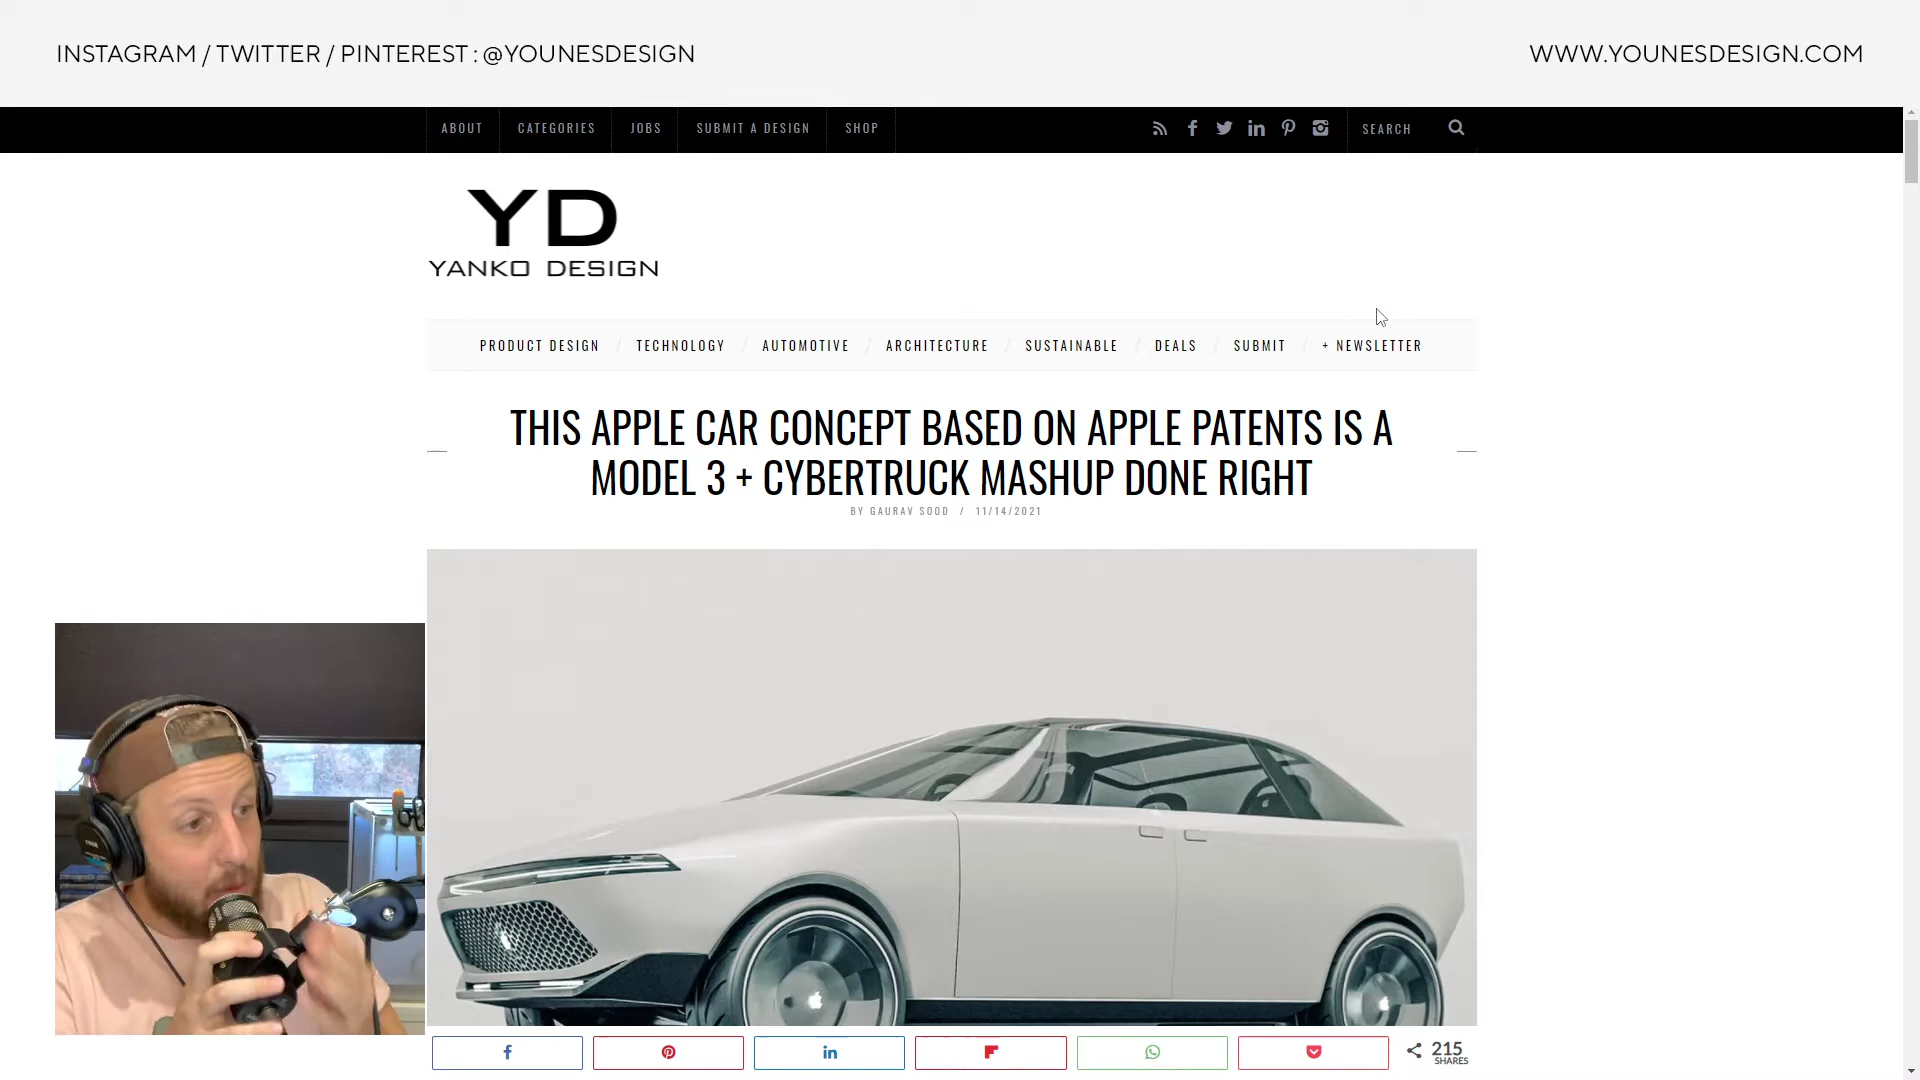 INSTAGRAM / TWITTER / PINTEREST : @YOUNESDESIGN
WWW.YOUNESDESIGN.COM
ABOUT CATEGORIES JOBS SUBMIT A DESIGN SHOP
SEARCH
YD
YANKO DESIGN
PRODUCT DESIGN / TECHNOLOGY / AUTOMOTIVE / ARCHITECTURE / SUSTAINABLE / DEALS / SUBMIT / + NEWSLETTER
THIS APPLE CAR CONCEPT BASED ON APPLE PATENTS IS A
MODEL 3 + CYBERTRUCK MASHUP DONE RIGHT
BY GAURAV SOOD / 11/14/2021
215
SHARES